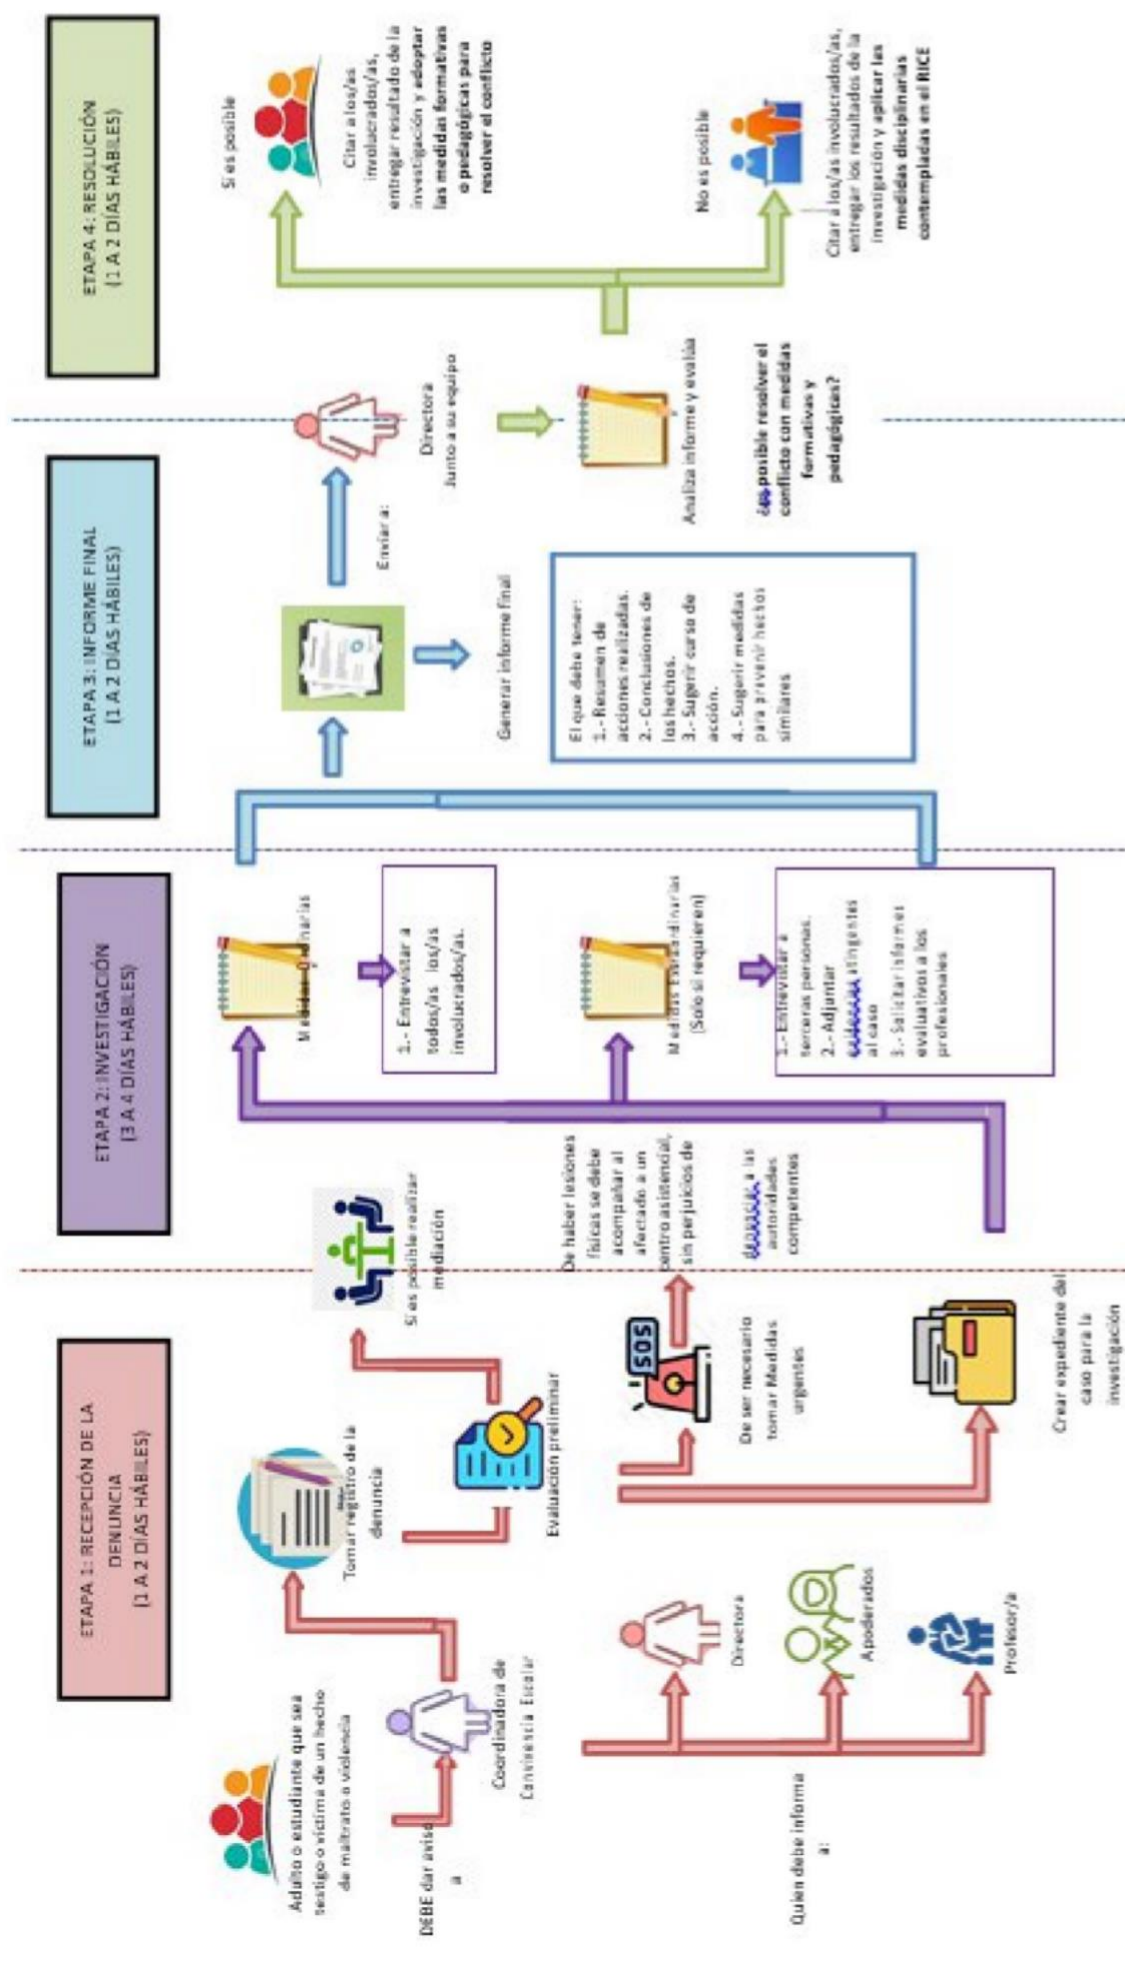 ETAPA 1: RECEPCIÓN DE LA
DENUNCIA
(1 A 2 DÍAS HÁBILES)
Adulto o estudiante que sea
testigo o víctima de un hecho
de maltrato o violencia
DEBE dar aviso
a
Coordinadora de
Convivencia Escolar
Tomar registro de la
denuncia
Evaluación preliminar
Si es posible realizar
mediación
Quien debe informa
a:
Directora
Apoderados
Profesor/a
De ser necesario
tomar Medidas
urgentes
SOS
De haber lesiones
físicas se debe
acompañar al
afectado a un
centro asistencial,
sin perjuicios de
denunciar a las
autoridades
competentes
Crear expediente del
caso para la
investigación
ETAPA 2: INVESTIGACIÓN
(3 A 4 DÍAS HÁBILES)
Medidas Ordinarias
1.- Entrevistar a
todos/as los/as
involucrados/as.
Medidas Extraordinarias
(Solo si requieren)
1.- Entrevistar a
terceras personas.
2.- Adjuntar
evidencias atingentes
al caso
3.- Solicitar informes
evaluativos a los
profesionales
ETAPA 3: INFORME FINAL
(1 A 2 DÍAS HÁBILES)
Generar informe final
El que debe tener:
1.- Resumen de
acciones realizadas.
2.- Conclusiones de
los hechos.
3.- Sugerir curso de
acción.
4.- Sugerir medidas
para prevenir hechos
similares
Enviar a:
Directora
Junto a su equipo
Analiza informe y evalúa
¿es posible resolver el
conflicto con medidas
formativas y
pedagógicas?
ETAPA 4: RESOLUCIÓN
(1 A 2 DÍAS HÁBILES)
Si es posible
Citar a los/as
involucrados/as,
entregar resultado de la
investigación y adoptar
las medidas formativas
o pedagógicas para
resolver el conflicto
No es posible
Citar a los/as involucrados/as,
entregar los resultados de la
investigación y aplicar las
medidas disciplinarias
contempladas en el RICE